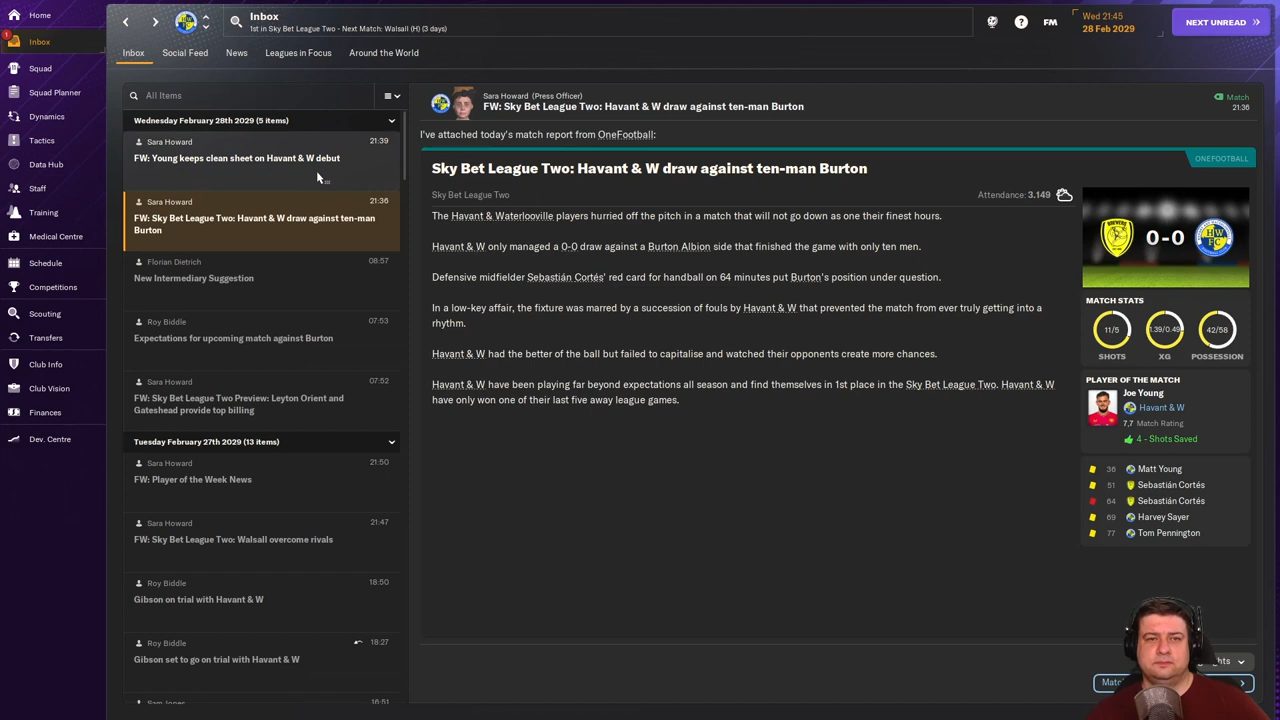 Home
Inbox
1
Squad
Squad Planner
Dynamics
Tactics
Data Hub
Staff
Training
Medical Centre
Schedule
Competitions
Scouting
Transfers
Club Info
Club Vision
Finances
Dev. Centre
Inbox
1st in Sky Bet League Two - Next Match: Walsall (H) (3 days)
FM
Wed 21:45
28 Feb 2029
NEXT UNREAD
Inbox
Social Feed
News
Leagues in Focus
Around the World
All Items
Wednesday February 28th 2029 (5 items)
Sara Howard
21:39
FW: Young keeps clean sheet on Havant & W debut
Sara Howard
21:36
FW: Sky Bet League Two: Havant & W draw against ten-man
Burton
Florian Dietrich
08:57
New Intermediary Suggestion
Roy Biddle
07:53
Expectations for upcoming match against Burton
Sara Howard
07:52
FW: Sky Bet League Two Preview: Leyton Orient and
Gateshead provide top billing
Tuesday February 27th 2029 (13 items)
Sara Howard
21:50
FW: Player of the Week News
Sara Howard
21:47
FW: Sky Bet League Two: Walsall overcome rivals
Roy Biddle
18:50
Gibson on trial with Havant & W
Roy Biddle
18:27
Gibson set to go on trial with Havant & W
Sam Jones
16:51
Sara Howard (Press Officer)
FW: Sky Bet League Two: Havant & W draw against ten-man Burton
Match
21:36
I've attached today's match report from OneFootball:
ONEFOOTBALL
Sky Bet League Two: Havant & W draw against ten-man Burton
Sky Bet League Two
Attendance: 3.149
The Havant & Waterlooville players hurried off the pitch in a match that will not go down as one their finest hours.
Havant & W only managed a 0-0 draw against a Burton Albion side that finished the game with only ten men.
Defensive midfielder Sebastián Cortés' red card for handball on 64 minutes put Burton's position under question.
In a low-key affair, the fixture was marred by a succession of fouls by Havant & W that prevented the match from ever truly getting into a
rhythm.
Havant & W had the better of the ball but failed to capitalise and watched their opponents create more chances.
Havant & W have been playing far beyond expectations all season and find themselves in 1st place in the Sky Bet League Two. Havant & W
have only won one of their last five away league games.
BREWERS
0-0
HW
FC
MATCH STATS
11/5
1.39/0.49
42/58
SHOTS
XG
POSSESSION
PLAYER OF THE MATCH
Joe Young
Havant & W
7,7 Match Rating
4 - Shots Saved
36 Matt Young
51 Sebastián Cortés
64 Sebastián Cortés
69 Harvey Sayer
77 Tom Pennington